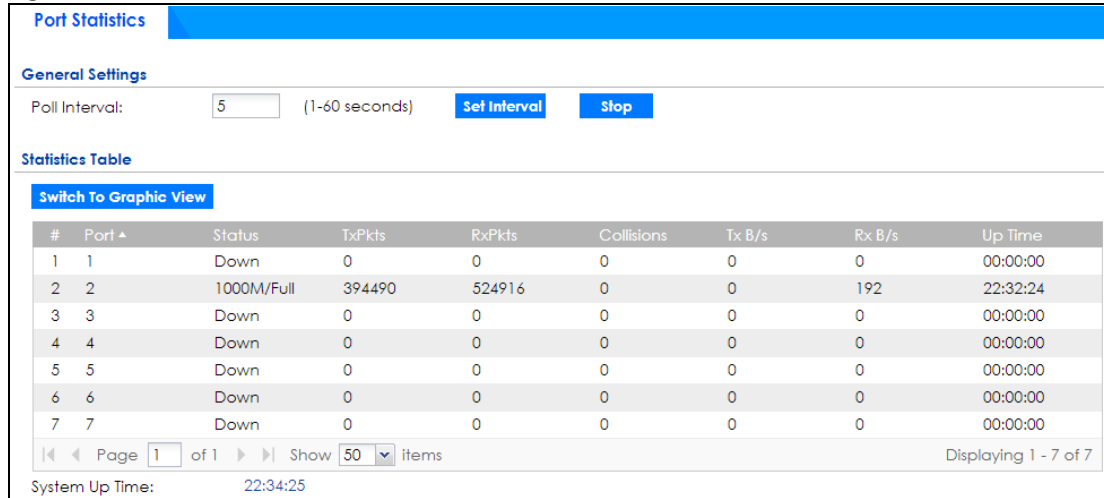 Port Statistics
General Settings
Poll Interval: 5 (1-60 seconds) Set Interval Stop
Statistics Table
Switch To Graphic View
# Port Status TxPkts RxPkts Collisions Tx B/s Rx B/s Up Time
1 1 Down 0 0 0 0 0 00:00:00
2 2 1000M/Full 394490 524916 0 0 192 22:32:24
3 3 Down 0 0 0 0 0 00:00:00
4 4 Down 0 0 0 0 0 00:00:00
5 5 Down 0 0 0 0 0 00:00:00
6 6 Down 0 0 0 0 0 00:00:00
7 7 Down 0 0 0 0 0 00:00:00
Page 1 of 1 Show 50 items Displaying 1 - 7 of 7
System Up Time: 22:34:25